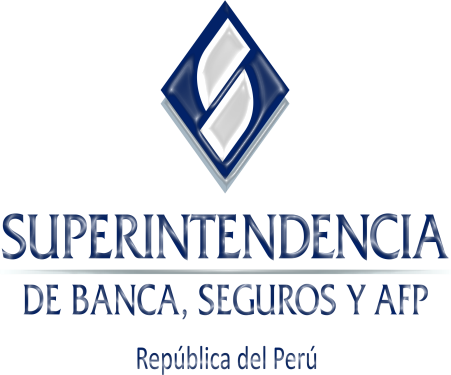 SUPERINTENDENCIA
DE BANCA, SEGUROS Y AFP
República del Perú